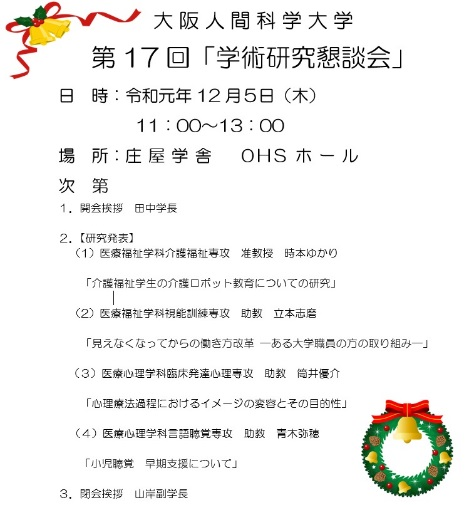 大阪人間科学大学
第17回「学術研究懇談会」
日　時：令和元年12月5日（木）
11：00～13：00
場　所：庄屋学舎　OHSホール
次　第
1．開会挨拶　田中学長
2．【研究発表】
（1）医療福祉学科介護福祉専攻　准教授　時本ゆかり
「介護福祉学生の介護ロボット教育についての研究」
（2）医療福祉学科視能訓練専攻　助教　立本志磨
「見えなくなってからの働き方改革 ―ある大学職員の方の取り組み―」
（3）医療心理学科臨床発達心理専攻　助教　筒井優介
「心理療法過程におけるイメージの変容とその目的性」
（4）医療心理学科言語聴覚専攻　助教　青木弥穂
「小児聴覚　早期支援について」
3．閉会挨拶　山岸副学長